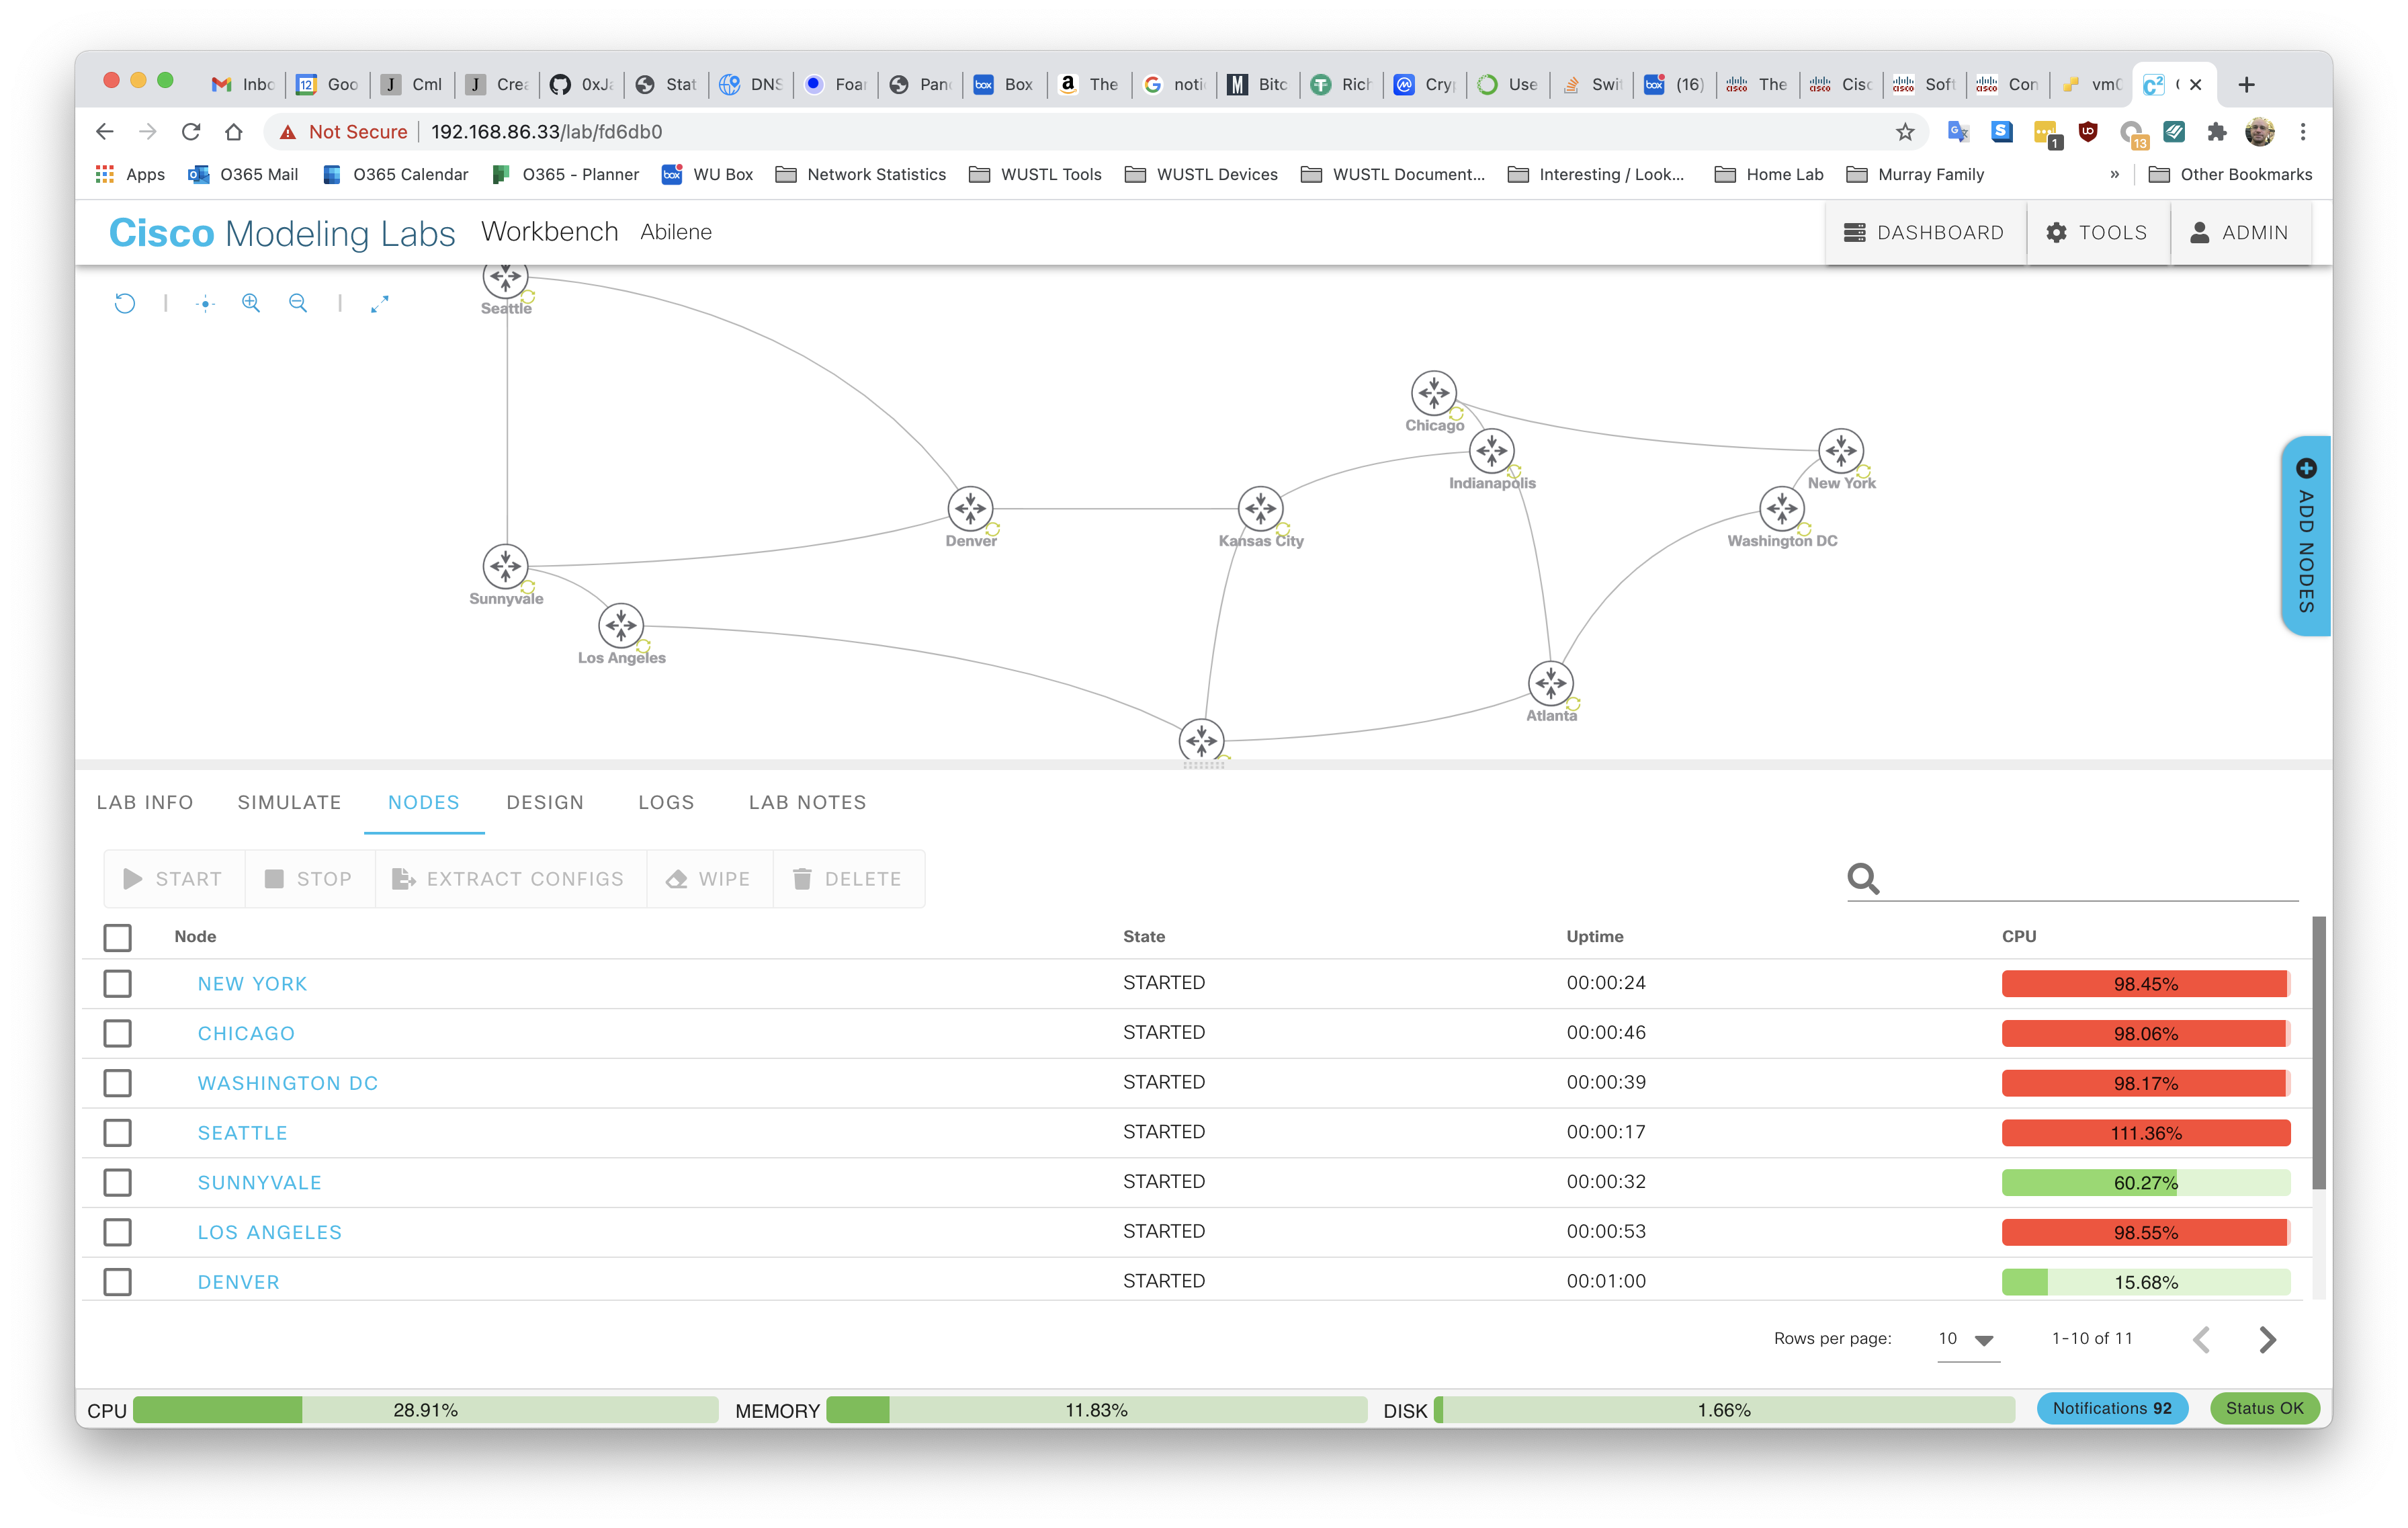 Inbo Goo Cml Crea 0xJa Stat DNS Foar Pand Box The notic Bitc Rich Cryp Use Swit (16) The Cisc Soft Con vm0
Not Secure 192.168.86.33/lab/fd6db0
Apps O365 Mail O365 Calendar O365 - Planner WU Box Network Statistics WUSTL Tools WUSTL Devices WUSTL Document... Interesting / Look... Home Lab Murray Family » Other Bookmarks
Cisco Modeling Labs Workbench Abilene DASHBOARD TOOLS ADMIN
Seattle
Chicago
Indianapolis
New York
Denver
Kansas City
Washington DC
Sunnyvale
Los Angeles
Atlanta
ADD NODES
LAB INFO SIMULATE NODES DESIGN LOGS LAB NOTES
START STOP EXTRACT CONFIGS WIPE DELETE
Node State Uptime CPU
NEW YORK STARTED 00:00:24 98.45%
CHICAGO STARTED 00:00:46 98.06%
WASHINGTON DC STARTED 00:00:39 98.17%
SEATTLE STARTED 00:00:17 111.36%
SUNNYVALE STARTED 00:00:32 60.27%
LOS ANGELES STARTED 00:00:53 98.55%
DENVER STARTED 00:01:00 15.68%
Rows per page: 10 1-10 of 11
CPU 28.91% MEMORY 11.83% DISK 1.66% Notifications 92 Status OK